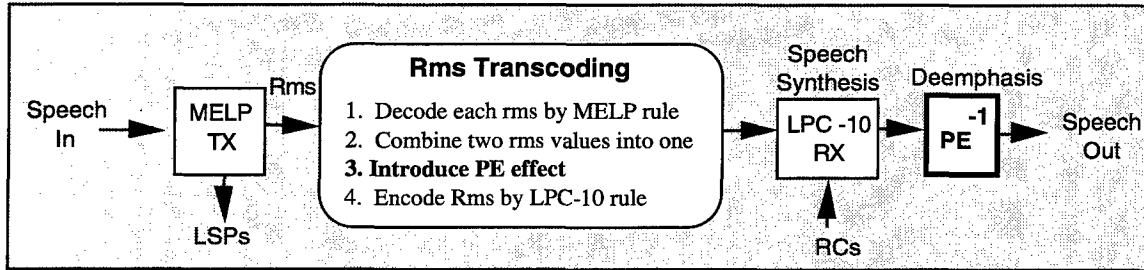 Speech
In
MELP
TX
LSPs
Rms
Rms Transcoding
1. Decode each rms by MELP rule
2. Combine two rms values into one
3. Introduce PE effect
4. Encode Rms by LPC-10 rule
Speech
Synthesis
LPC -10
RX
RCs
Deemphasis
PE -1
Speech
Out